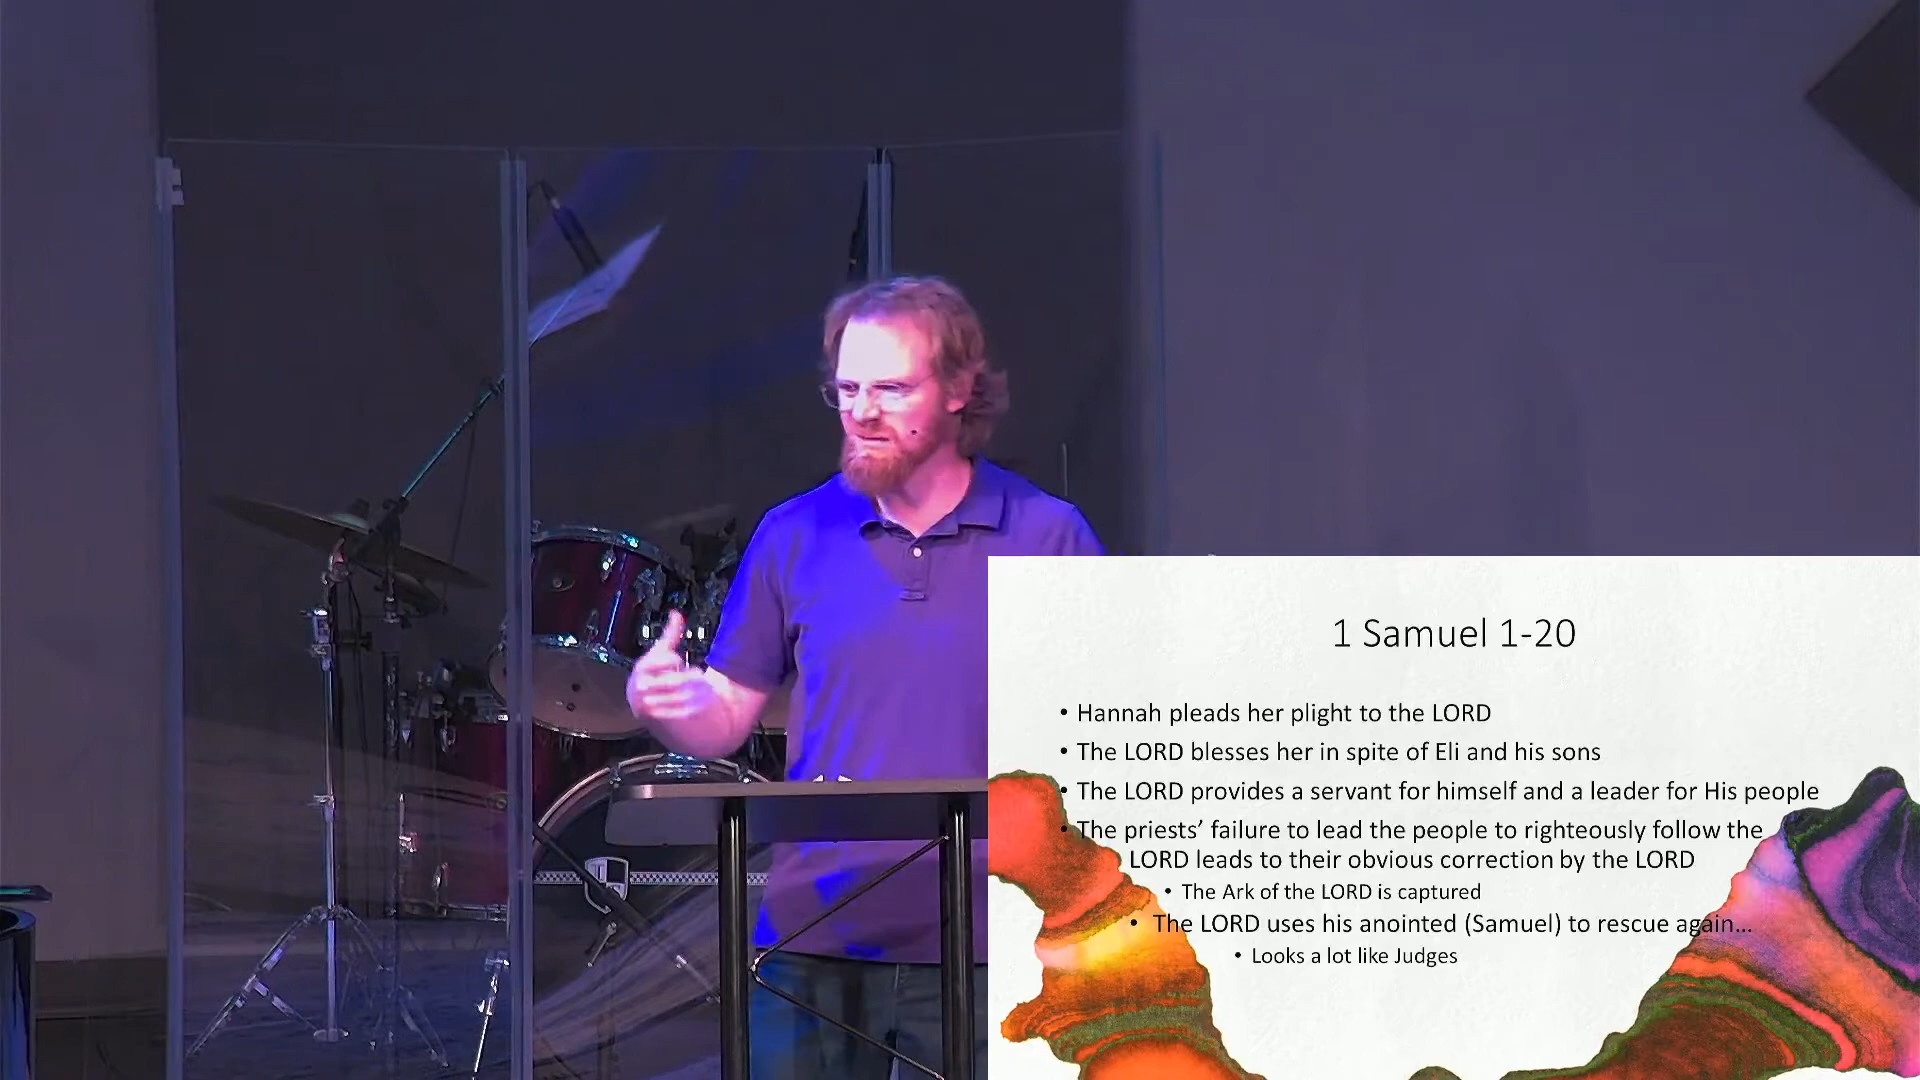 1 Samuel 1-20
• Hannah pleads her plight to the LORD
• The LORD blesses her in spite of Eli and his sons
• The LORD provides a servant for himself and a leader for His people
• The priests’ failure to lead the people to righteously follow the
LORD leads to their obvious correction by the LORD
• The Ark of the LORD is captured
• The LORD uses his anointed (Samuel) to rescue again…
• Looks a lot like Judges